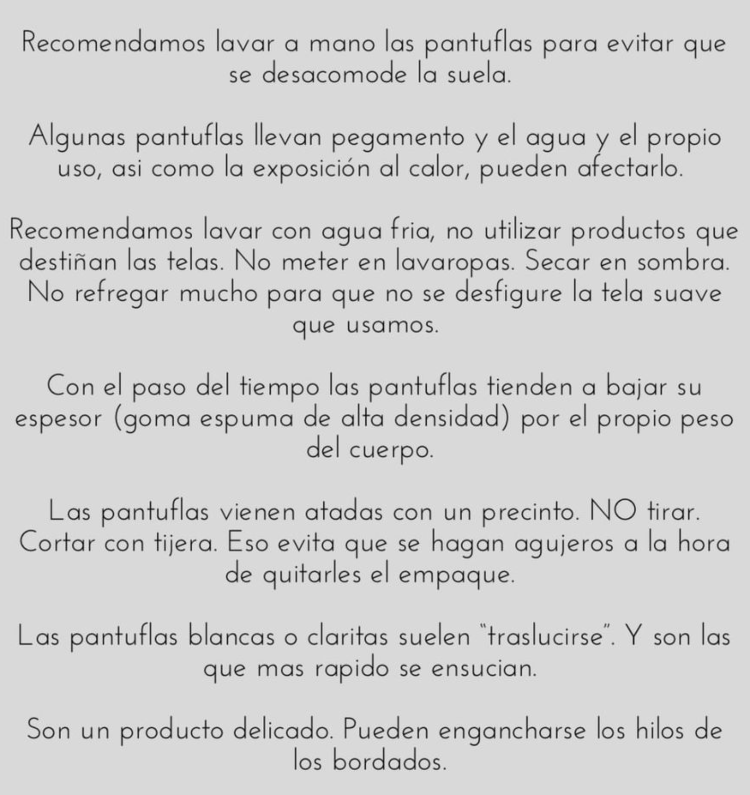 Recomendamos lavar a mano las pantuflas para evitar que
se desacomode la suela.
Algunas pantuflas llevan pegamento y el agua y el propio
uso, asi como la exposición al calor, pueden afectarlo.
Recomendamos lavar con agua fria, no utilizar productos que
destiñan las telas. No meter en lavaropas. Secar en sombra.
No refregar mucho para que no se desfigure la tela suave
que usamos.
Con el paso del tiempo las pantuflas tienden a bajar su
espesor (goma espuma de alta densidad) por el propio peso
del cuerpo.
Las pantuflas vienen atadas con un precinto. NO tirar.
Cortar con tijera. Eso evita que se hagan agujeros a la hora
de quitarles el empaque.
Las pantuflas blancas o claritas suelen “traslucirse”. Y son las
que mas rapido se ensucian.
Son un producto delicado. Pueden engancharse los hilos de
los bordados.